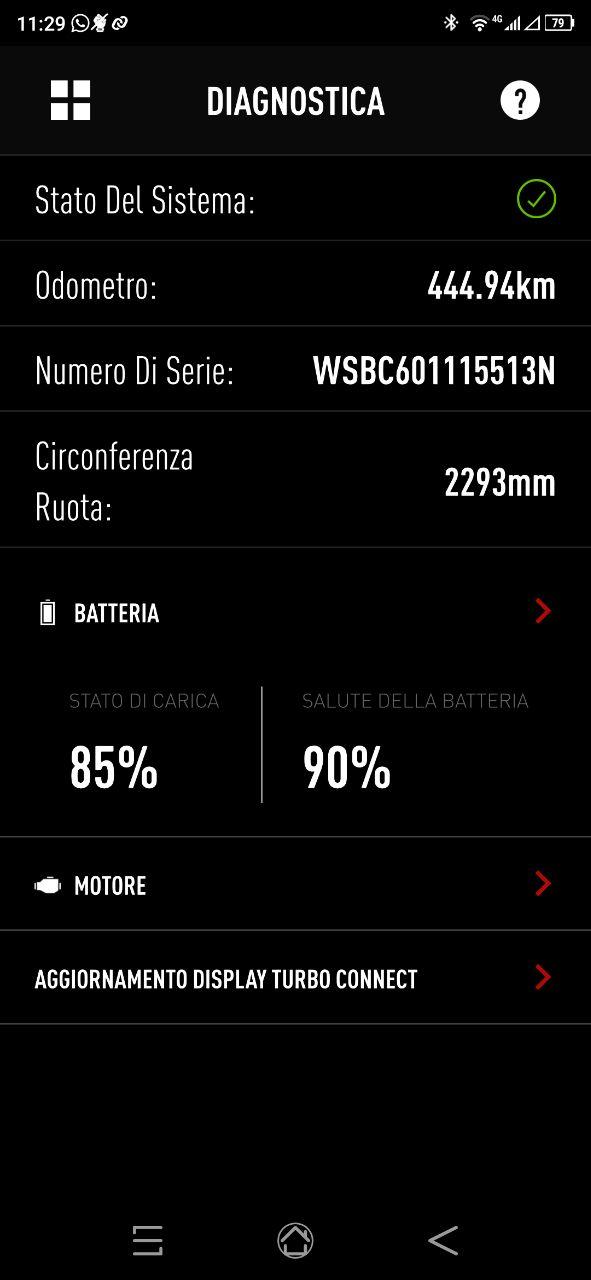 11:29 4G 79
DIAGNOSTICA ?
Stato Del Sistema:
Odometro: 444.94km
Numero Di Serie: WSBC601115513N
Circonferenza
Ruota: 2293mm
BATTERIA
STATO DI CARICA SALUTE DELLA BATTERIA
85% 90%
MOTORE
AGGIORNAMENTO DISPLAY TURBO CONNECT